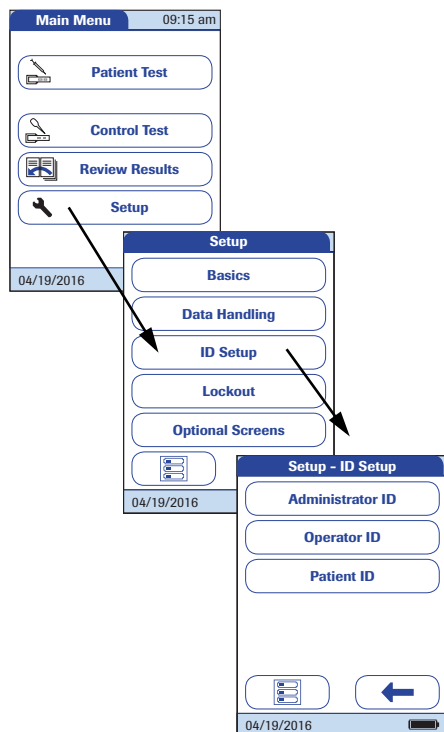 Main Menu 09:15 am
Patient Test
Control Test
Review Results
Setup
04/19/2016
Setup
Basics
Data Handling
ID Setup
Lockout
Optional Screens
04/19/2016
Setup - ID Setup
Administrator ID
Operator ID
Patient ID
04/19/2016